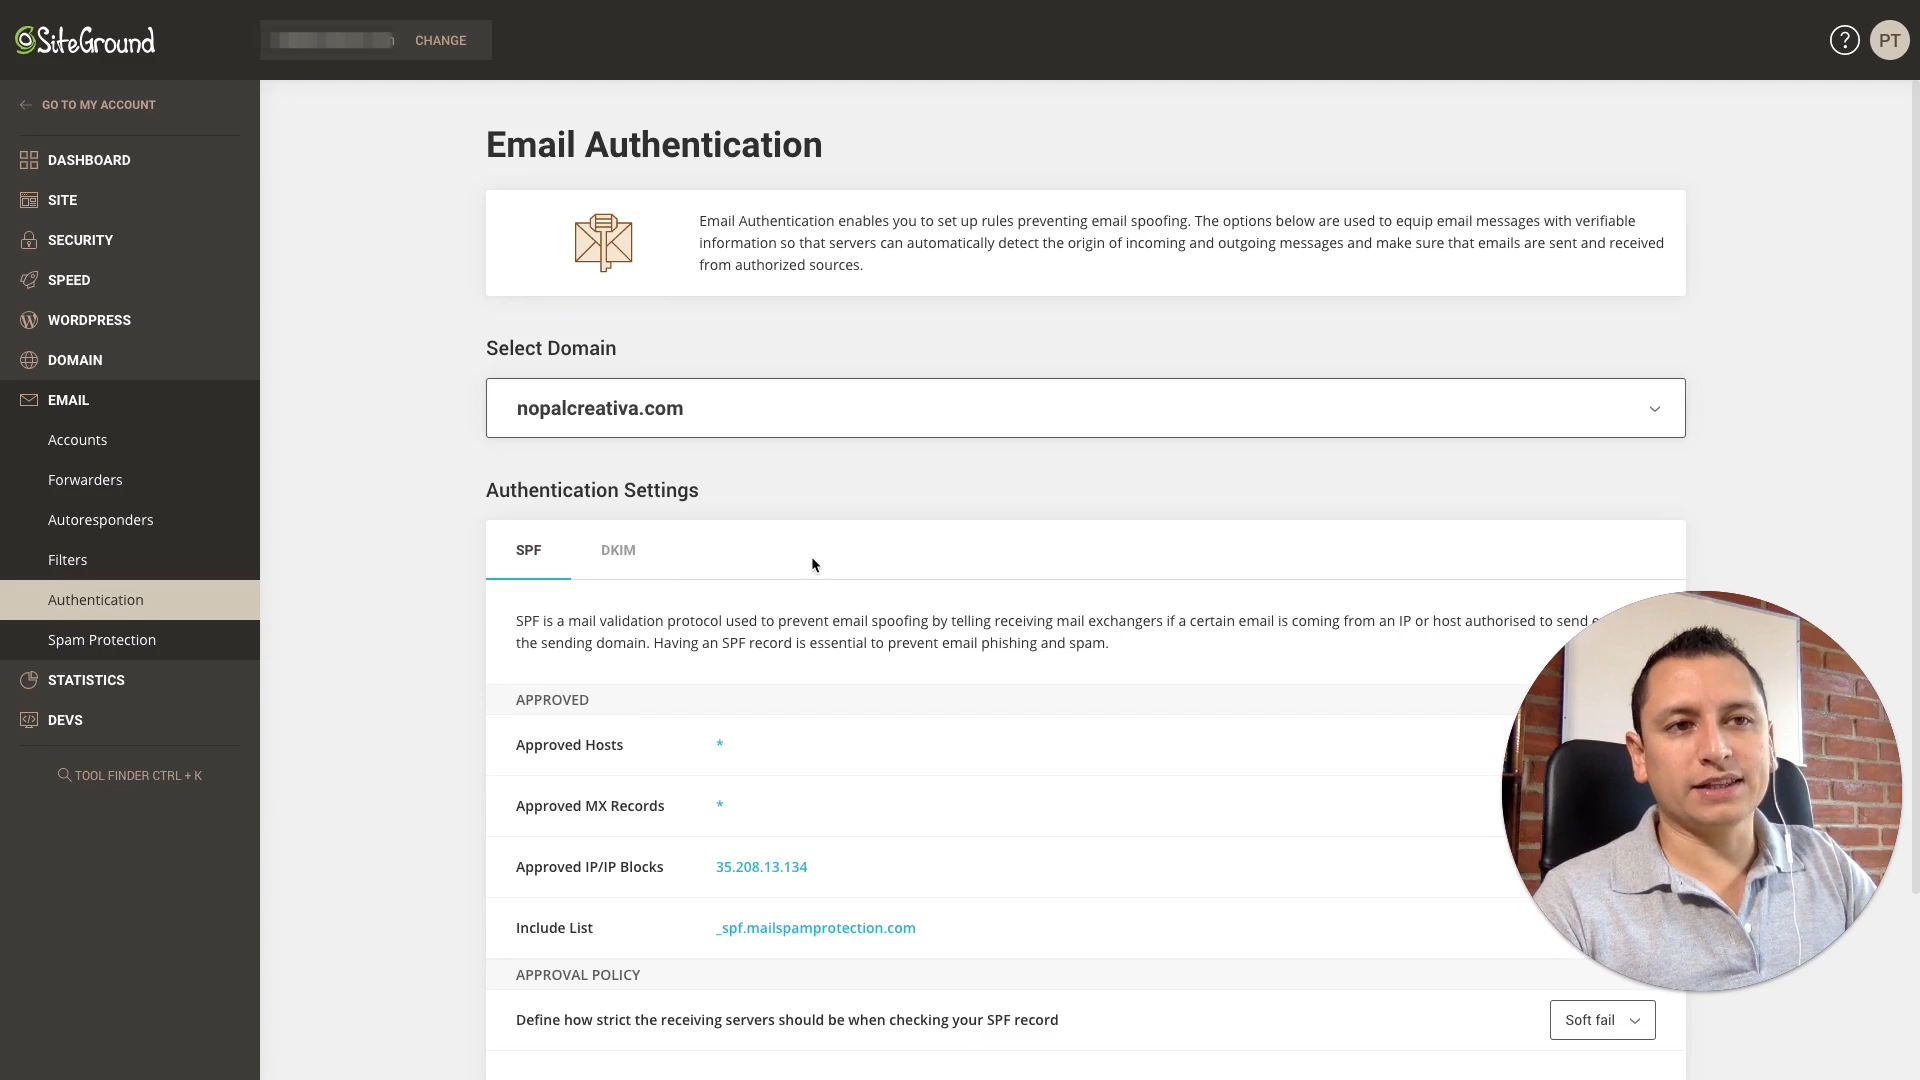 SiteGround
CHANGE
?
PT
GO TO MY ACCOUNT
DASHBOARD
SITE
SECURITY
SPEED
WORDPRESS
DOMAIN
EMAIL
Accounts
Forwarders
Autoresponders
Filters
Authentication
Spam Protection
STATISTICS
DEVS
TOOL FINDER CTRL + K
Email Authentication
Email Authentication enables you to set up rules preventing email spoofing. The options below are used to equip email messages with verifiable
information so that servers can automatically detect the origin of incoming and outgoing messages and make sure that emails are sent and received
from authorized sources.
Select Domain
nopalcreativa.com
Authentication Settings
SPF DKIM
SPF is a mail validation protocol used to prevent email spoofing by telling receiving mail exchangers if a certain email is coming from an IP or host authorised to send
the sending domain. Having an SPF record is essential to prevent email phishing and spam.
APPROVED
Approved Hosts *
Approved MX Records *
Approved IP/IP Blocks 35.208.13.134
Include List _spf.mailspamprotection.com
APPROVAL POLICY
Define how strict the receiving servers should be when checking your SPF record Soft fail